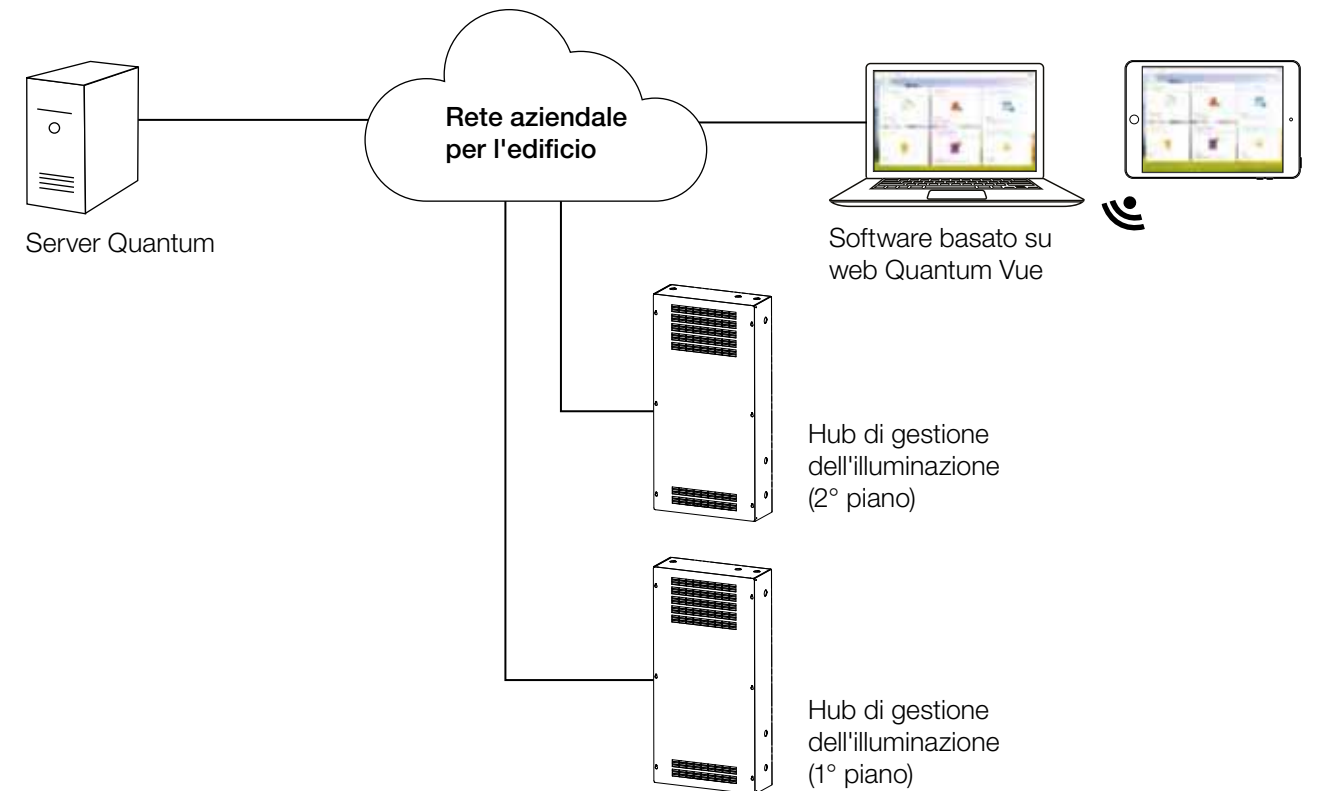 Rete aziendale
per l'edificio
Server Quantum
Software basato su
web Quantum Vue
Hub di gestione
dell'illuminazione
(2° piano)
Hub di gestione
dell'illuminazione
(1° piano)